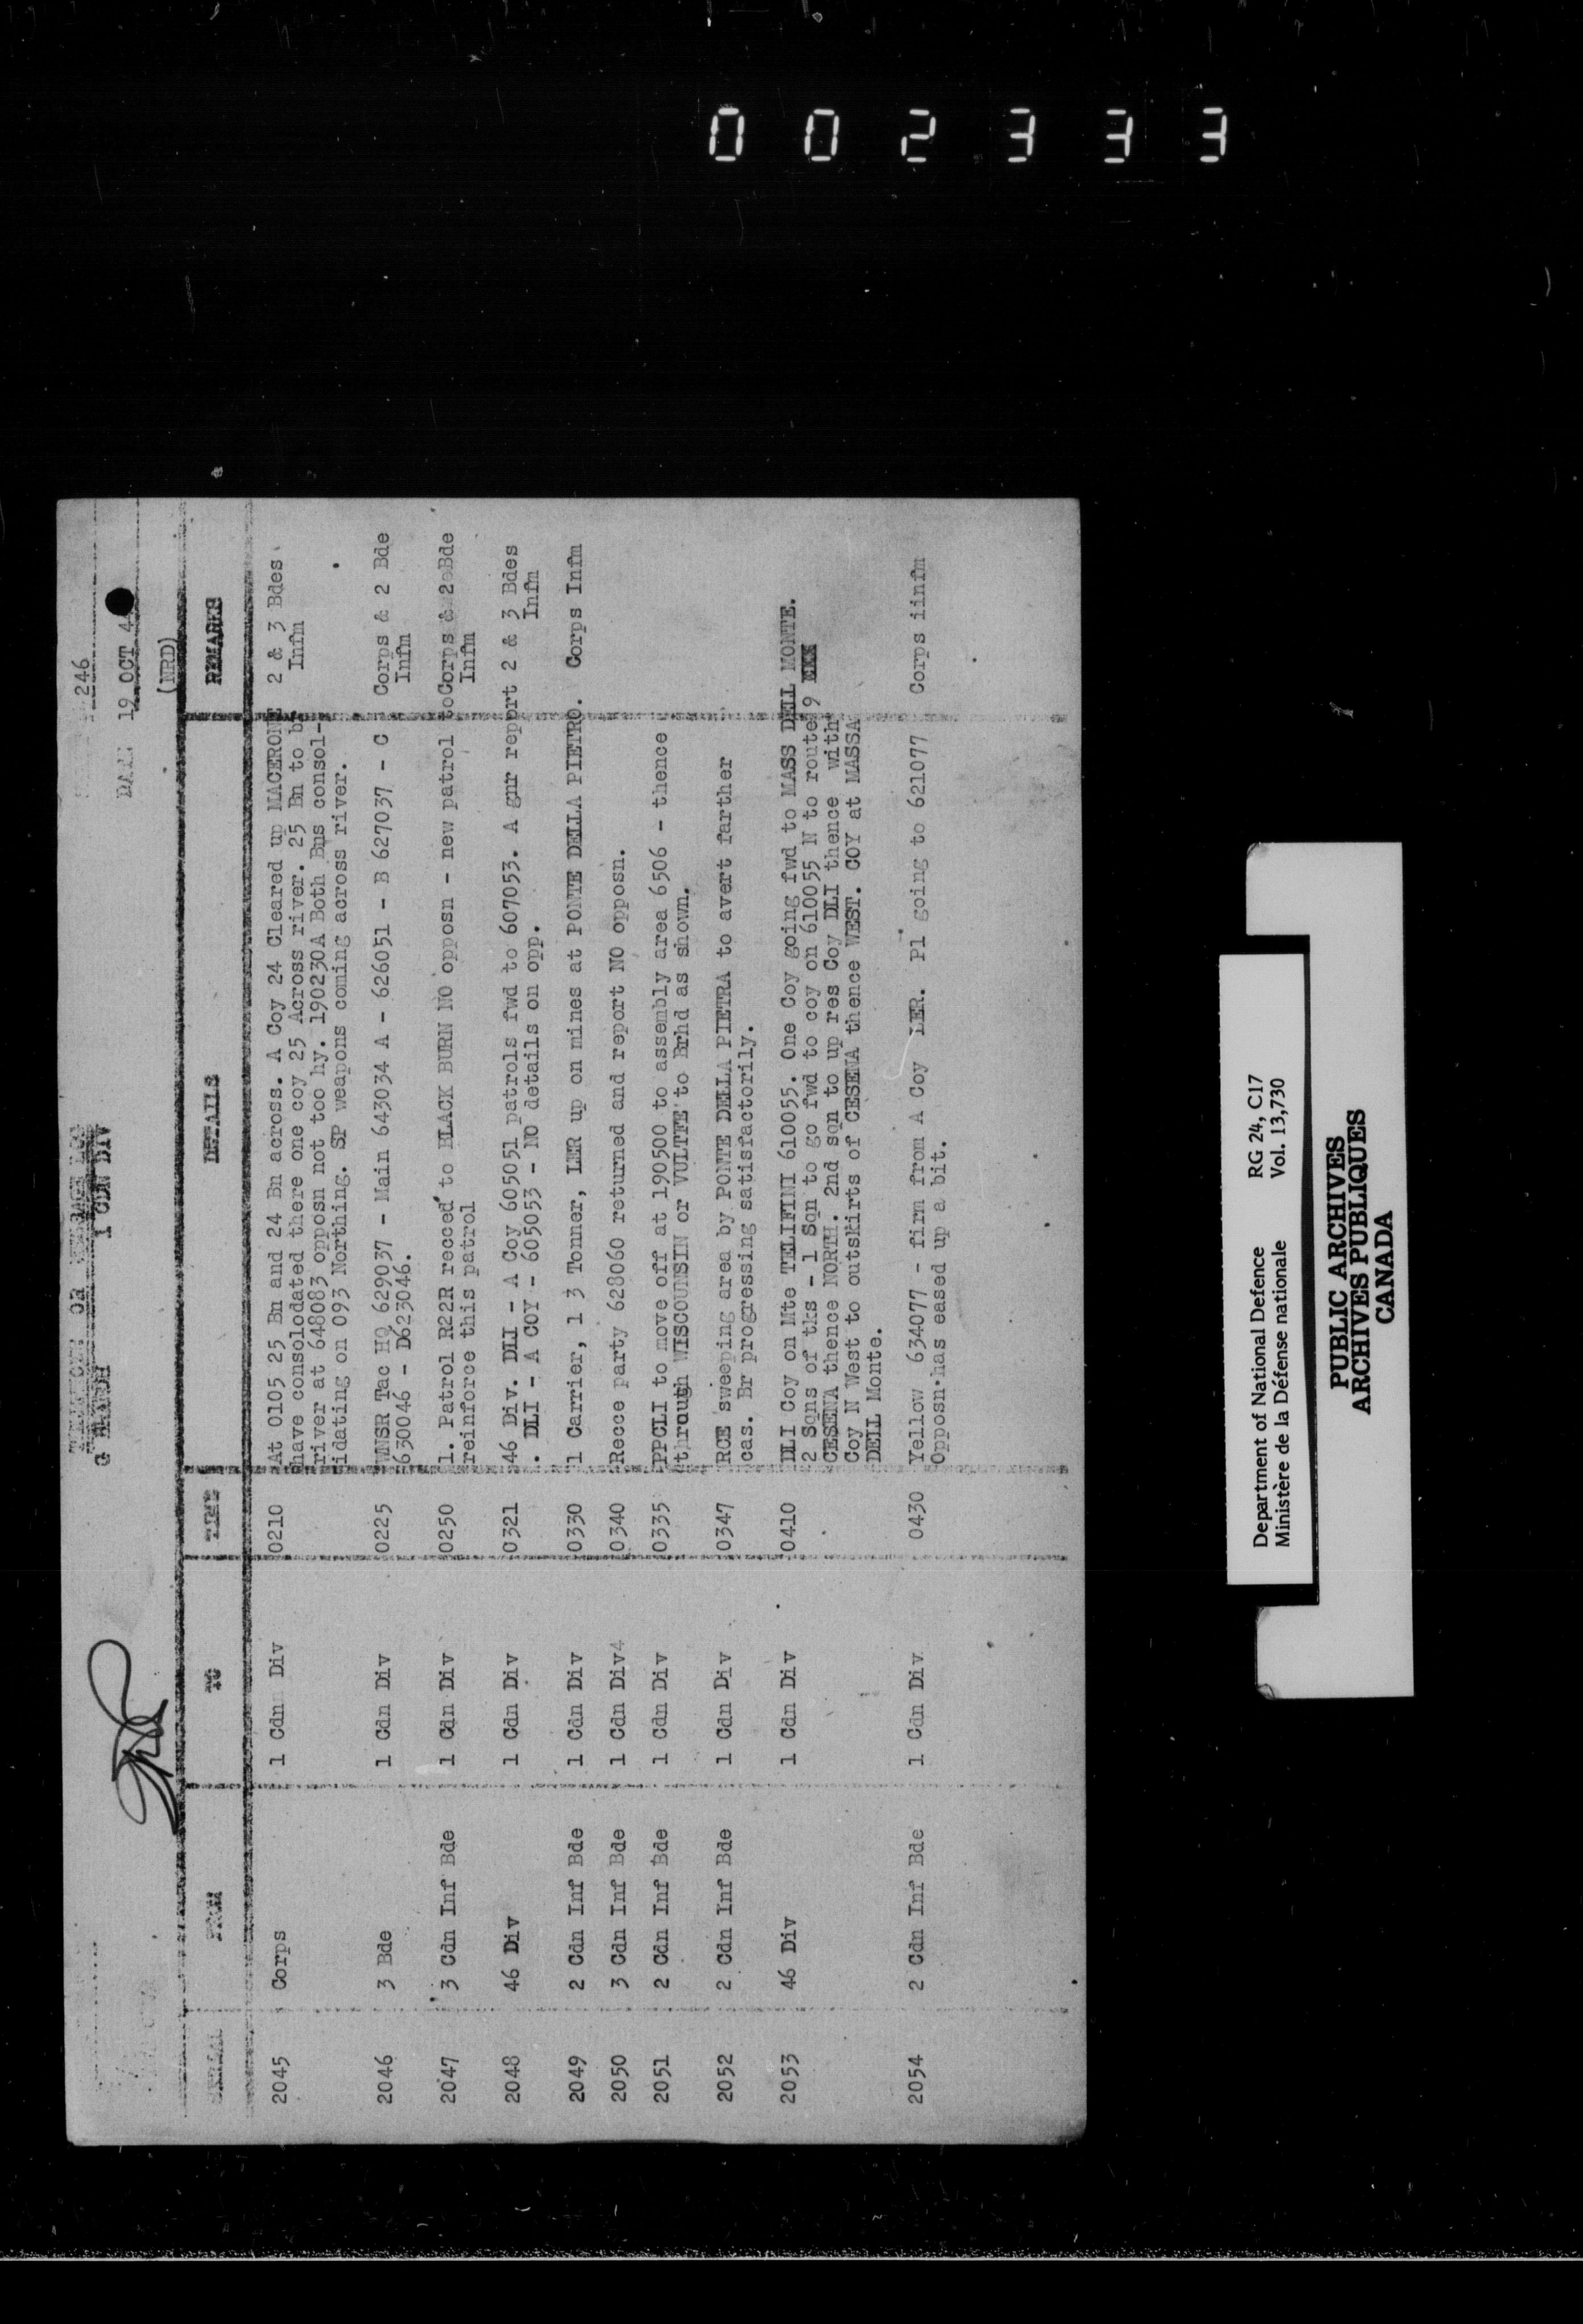 002333
246
19 OCT 4
(NRD)
1 CDN DIV
FROM TO TIME DETAILS REMARKS
2045 Corps 1 Cdn Div 0210 At 0105 25 Bn and 24 Bn across. A Coy 24 Cleared up MACERONE 2 & 3 Bdes
have consolodated there one coy 25 Across river. 25 Bn to be Infm
river at 648083 opposn not too hy. 190230A Both Bns consol-
idating on 093 Northing. SP weapons coming across river.
2046 3 Bde 1 Cdn Div 0225 WNSR Tac HQ 629037 - Main 643034 A - 626051 - B 627037 - C Corps & 2 Bde
630046 - D623046. Infm
2047 3 Cdn Inf Bde 1 Cdn Div 0250 1. Patrol R22R recced to BLACK BURN NO opposn - new patrol to Corps & 2 Bde
reinforce this patrol Infm
2048 46 Div 1 Cdn Div 0321 46 Div. DLI - A Coy 605051 patrols fwd to 607053. A gnr report 2 & 3 Bdes
. DLI - A COY - 605053 - NO details on opp. Infm
2049 2 Cdn Inf Bde 1 Cdn Div 0330 1 Carrier, 1 3 Tonner, LER up on mines at PONTE DELLA PIETRO. Corps Infm
2050 3 Cdn Inf Bde 1 Cdn Div4 0340 Recce party 628060 returned and report NO opposn.
2051 2 Cdn Inf Bde 1 Cdn Div 0335 PPCLI to move off at 190500 to assembly area 6506 - thence
through WISCOUNSIN or VULTFE to Brhd as shown.
2052 2 Cdn Inf Bde 1 Cdn Div 0347 RCE sweeping area by PONTE DELLA PIETRA to avert farther
cas. Br progressing satisfactorily.
2053 46 Div 1 Cdn Div 0410 DLI Coy on Mte TELIFINI 610055. One Coy going fwd to MASS DELL MONTE.
2 Sqns of tks - 1 Sqn to go fwd to coy on 610055 N to route 9
CESENA thence NORTH. 2nd sqn to up res Coy DLI thence with
Coy N West to outskirts of CESENA thence WEST. COY at MASSA
DELL Monte.
2054 2 Cdn Inf Bde 1 Cdn Div 0430 Yellow 634077 - firm from A Coy LER. Pl going to 621077 Corps iinfm
Opposn has eased up a bit.
Department of National Defence RG 24, C17
Ministère de la Défense nationale Vol. 13,730
PUBLIC ARCHIVES
ARCHIVES PUBLIQUES
CANADA